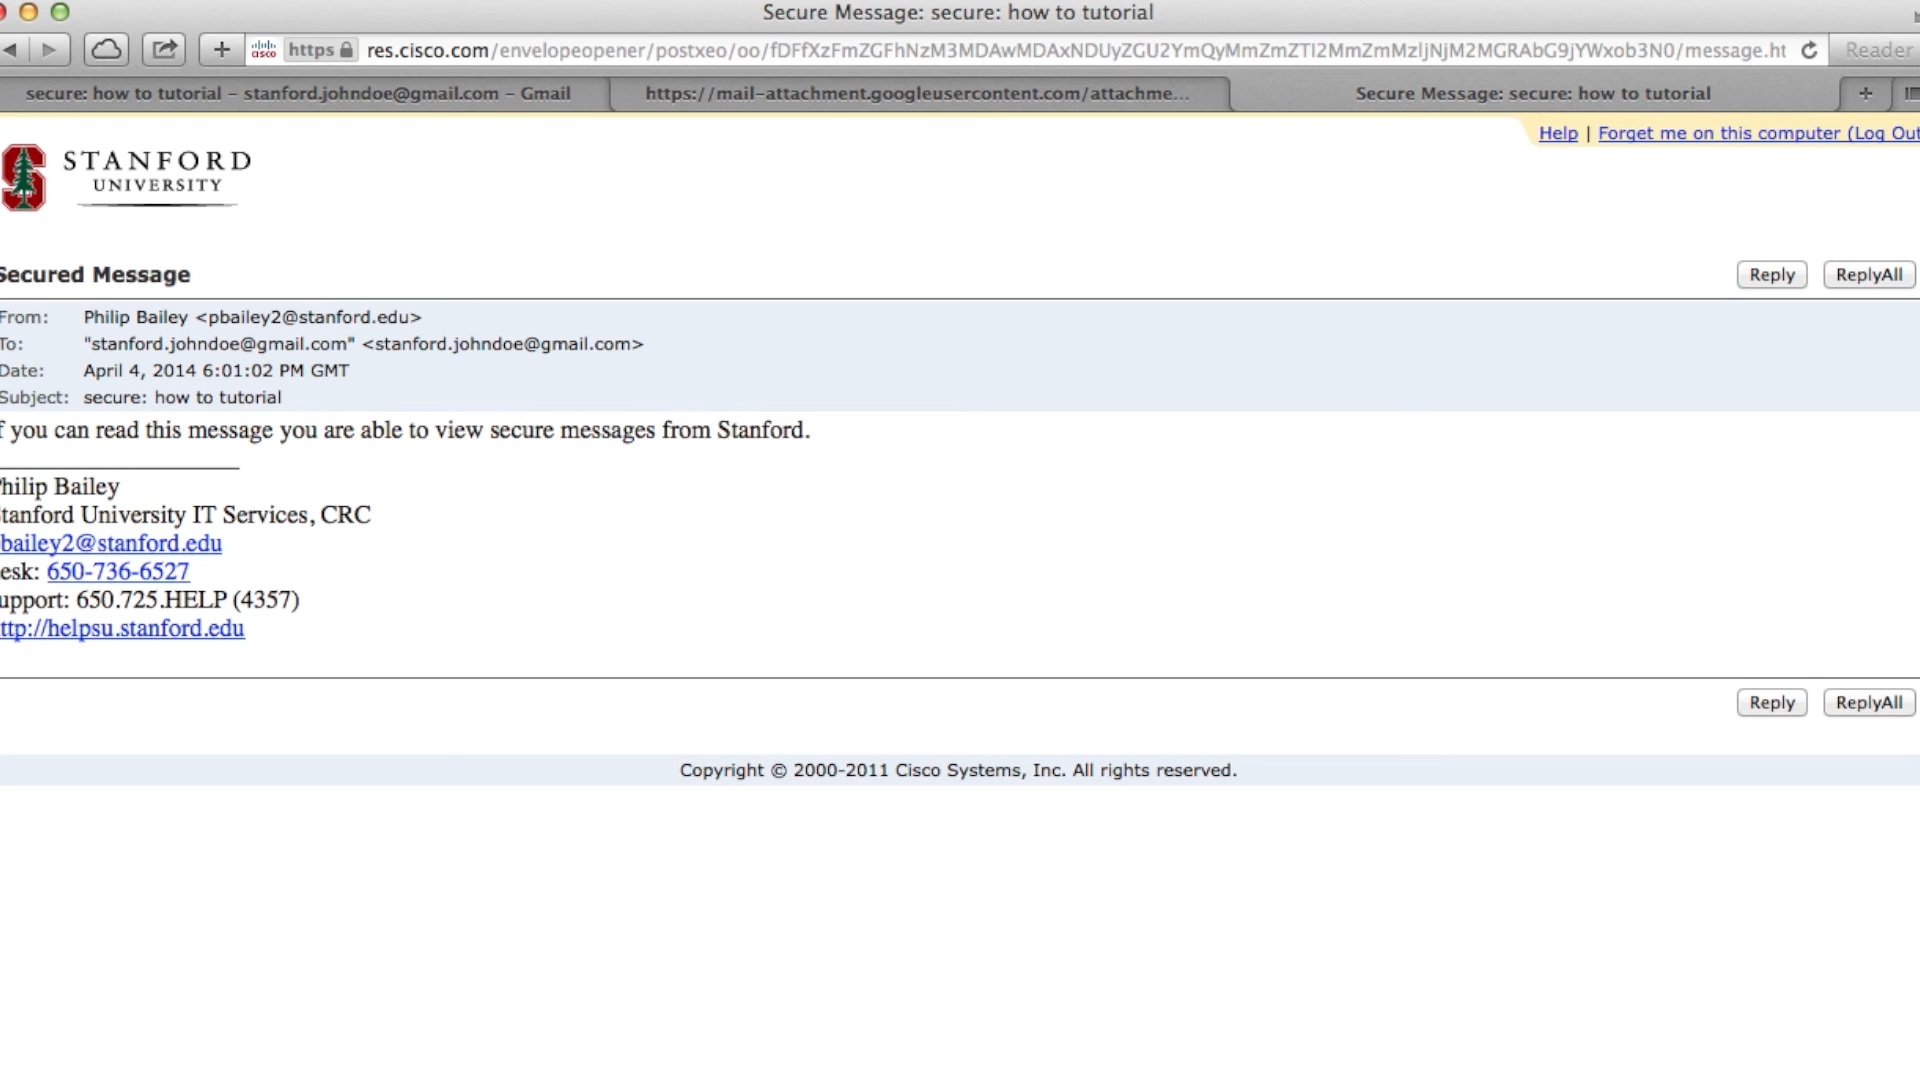 Secure Message: secure: how to tutorial
cisco https res.cisco.com/envelopeopener/postxeo/oo/fDFfXzFmZGFhNzM3MDAwMDAxNDUyZGU2YmQyMmZmZTI2MmZmMzljNjM2MGRAbG9jYWxob3N0/message.ht Reader
secure: how to tutorial – stanford.johndoe@gmail.com – Gmail
https://mail-attachment.googleusercontent.com/attachme...
Secure Message: secure: how to tutorial
Help | Forget me on this computer (Log Out
STANFORD
UNIVERSITY
Secured Message
Reply ReplyAll
From: Philip Bailey <pbailey2@stanford.edu>
To: "stanford.johndoe@gmail.com" <stanford.johndoe@gmail.com>
Date: April 4, 2014 6:01:02 PM GMT
Subject: secure: how to tutorial
f you can read this message you are able to view secure messages from Stanford.
hilip Bailey
tanford University IT Services, CRC
bailey2@stanford.edu
esk: 650-736-6527
upport: 650.725.HELP (4357)
ttp://helpsu.stanford.edu
Reply ReplyAll
Copyright © 2000-2011 Cisco Systems, Inc. All rights reserved.